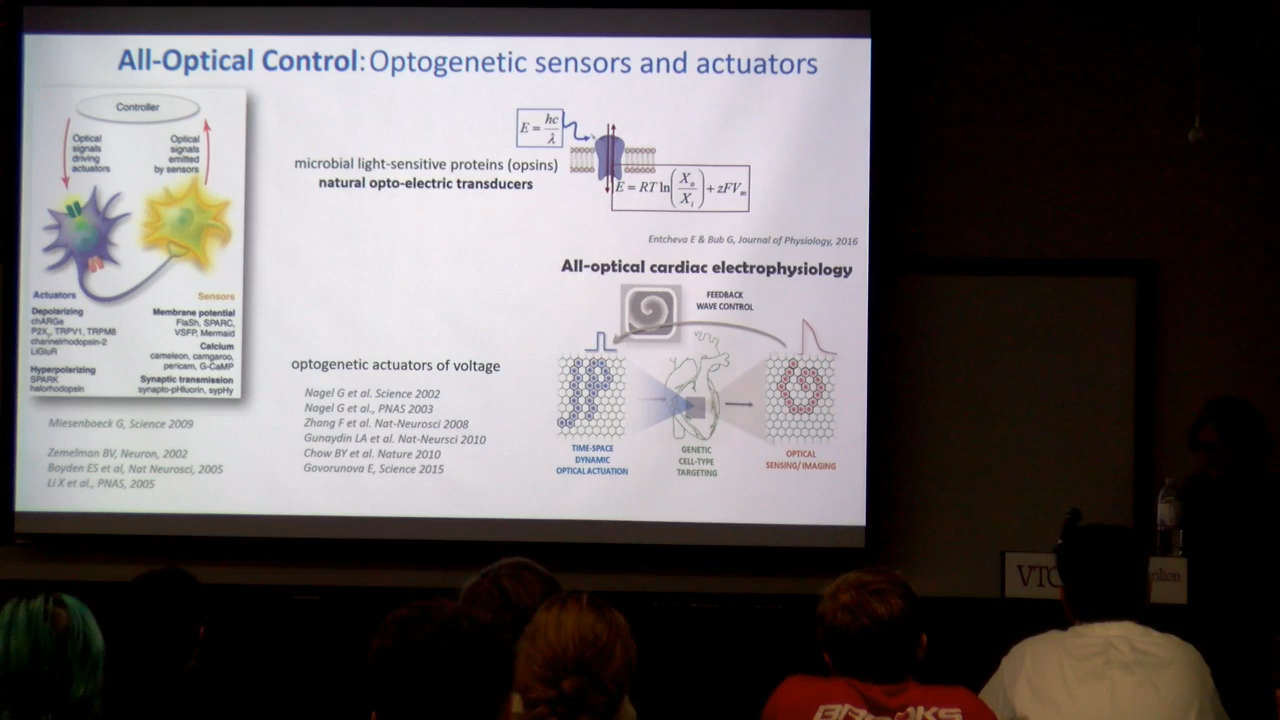 All-Optical Control: Optogenetic sensors and actuators
Controller
Optical
signals
driving
actuators
Optical
signals
emitted
by sensors
Actuators
Depolarizing
chARGe
P2X2, TRPV1, TRPM8
channelrhodopsin-2
LiGluR
Hyperpolarizing
SPARK
halorhodopsin
Sensors
Membrane potential
FlaSh, SPARC,
VSFP, Mermaid
Calcium
cameleon, camgaroo,
pericam, G-CaMP
Synaptic transmission
synapto-pHluorin, sypHy
Miesenboeck G, Science 2009
Zemelman BV, Neuron, 2002
Boyden ES et al, Nat Neurosci, 2005
Li X et al., PNAS, 2005
microbial light-sensitive proteins (opsins)
natural opto-electric transducers
E = hc/λ
E = RT ln(Xo/Xi) + zFVm
Entcheva E & Bub G, Journal of Physiology, 2016
All-optical cardiac electrophysiology
FEEDBACK
WAVE CONTROL
optogenetic actuators of voltage
Nagel G et al. Science 2002
Nagel G et al., PNAS 2003
Zhang F et al. Nat-Neurosci 2008
Gunaydin LA et al. Nat-Neursci 2010
Chow BY et al. Nature 2010
Govorunova E, Science 2015
TIME-SPACE
DYNAMIC
OPTICAL ACTUATION
GENETIC
CELL-TYPE
TARGETING
OPTICAL
SENSING/IMAGING
VTC
BROOKS